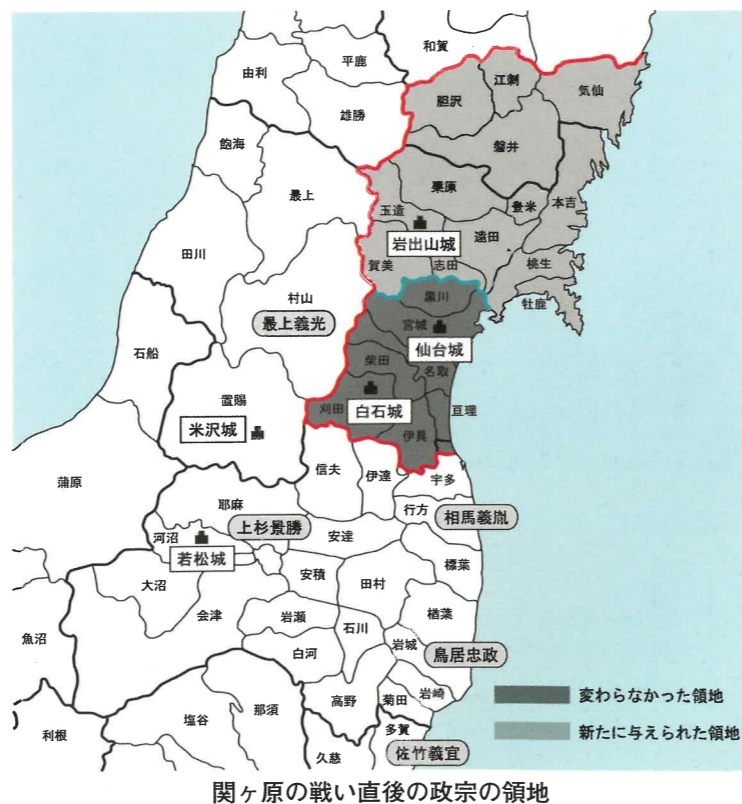 和賀
平鹿
由利
江刺
気仙
胆沢
雄勝
飽海
磐井
最上
栗原
登米
本吉
玉造
遠田
岩出山城
田川
賀美
志田
桃生
村山
黒川
牡鹿
最上義光
宮城
石船
仙台城
柴田
名取
置賜
刈田
白石城
亘理
米沢城
伊具
信夫
伊達
宇多
蒲原
耶麻
行方
相馬義胤
上杉景勝
河沼
安達
若松城
標葉
安積
田村
大沼
会津
岩瀬
楢葉
石川
魚沼
白河
岩城
鳥居忠政
高野
菊田
岩崎
変わらなかった領地
那須
塩谷
多賀
利根
新たに与えられた領地
久慈
佐竹義宜
関ヶ原の戦い直後の政宗の領地